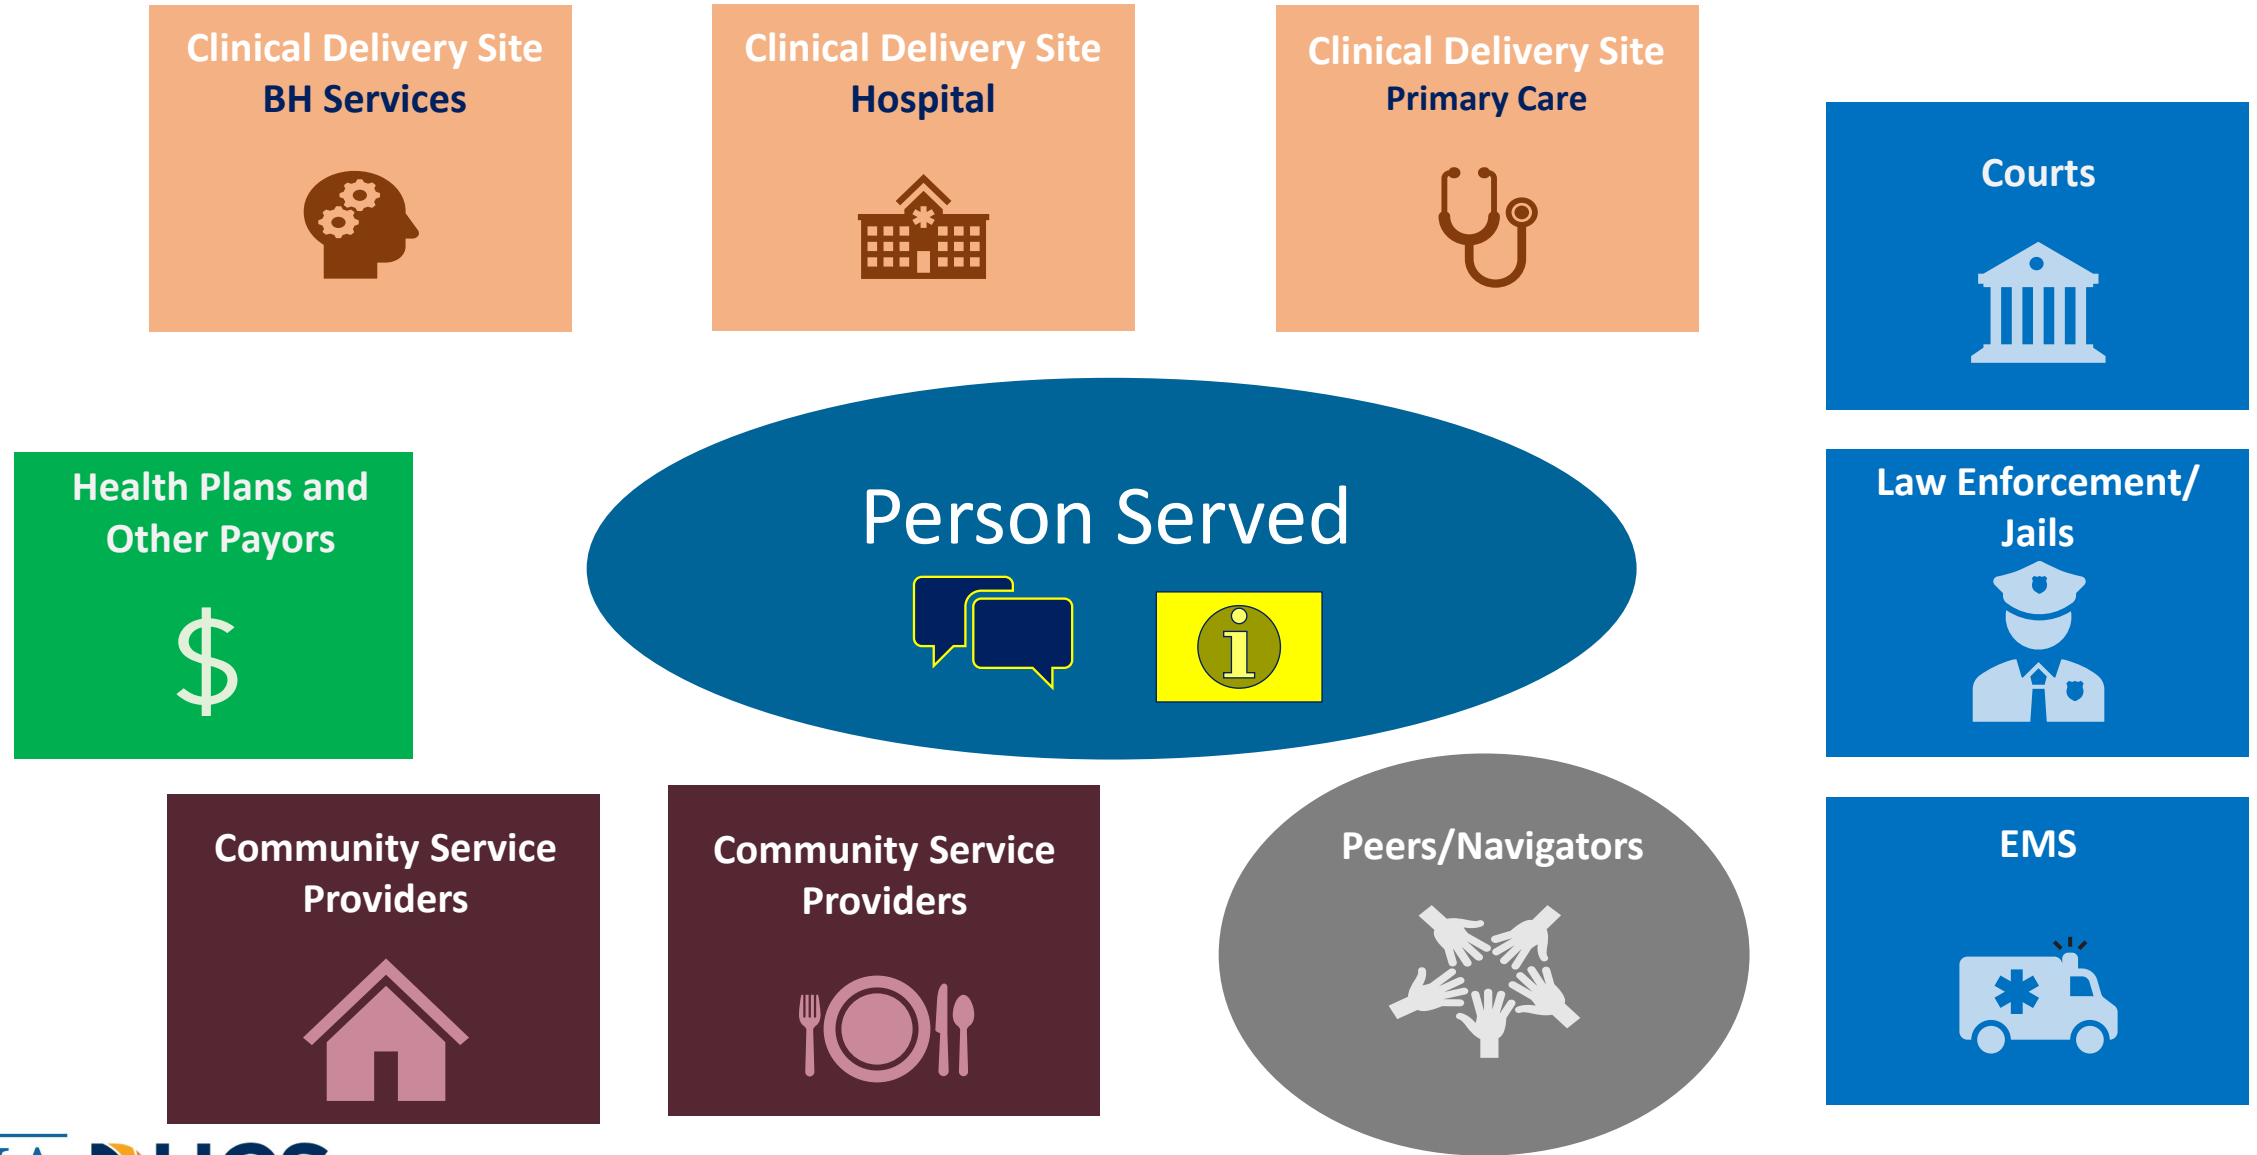 Clinical Delivery Site
BH Services
Clinical Delivery Site
Hospital
Clinical Delivery Site
Primary Care
Courts
Health Plans and
Other Payors
$
Person Served
i
Law Enforcement/
Jails
Community Service
Providers
Community Service
Providers
Peers/Navigators
EMS